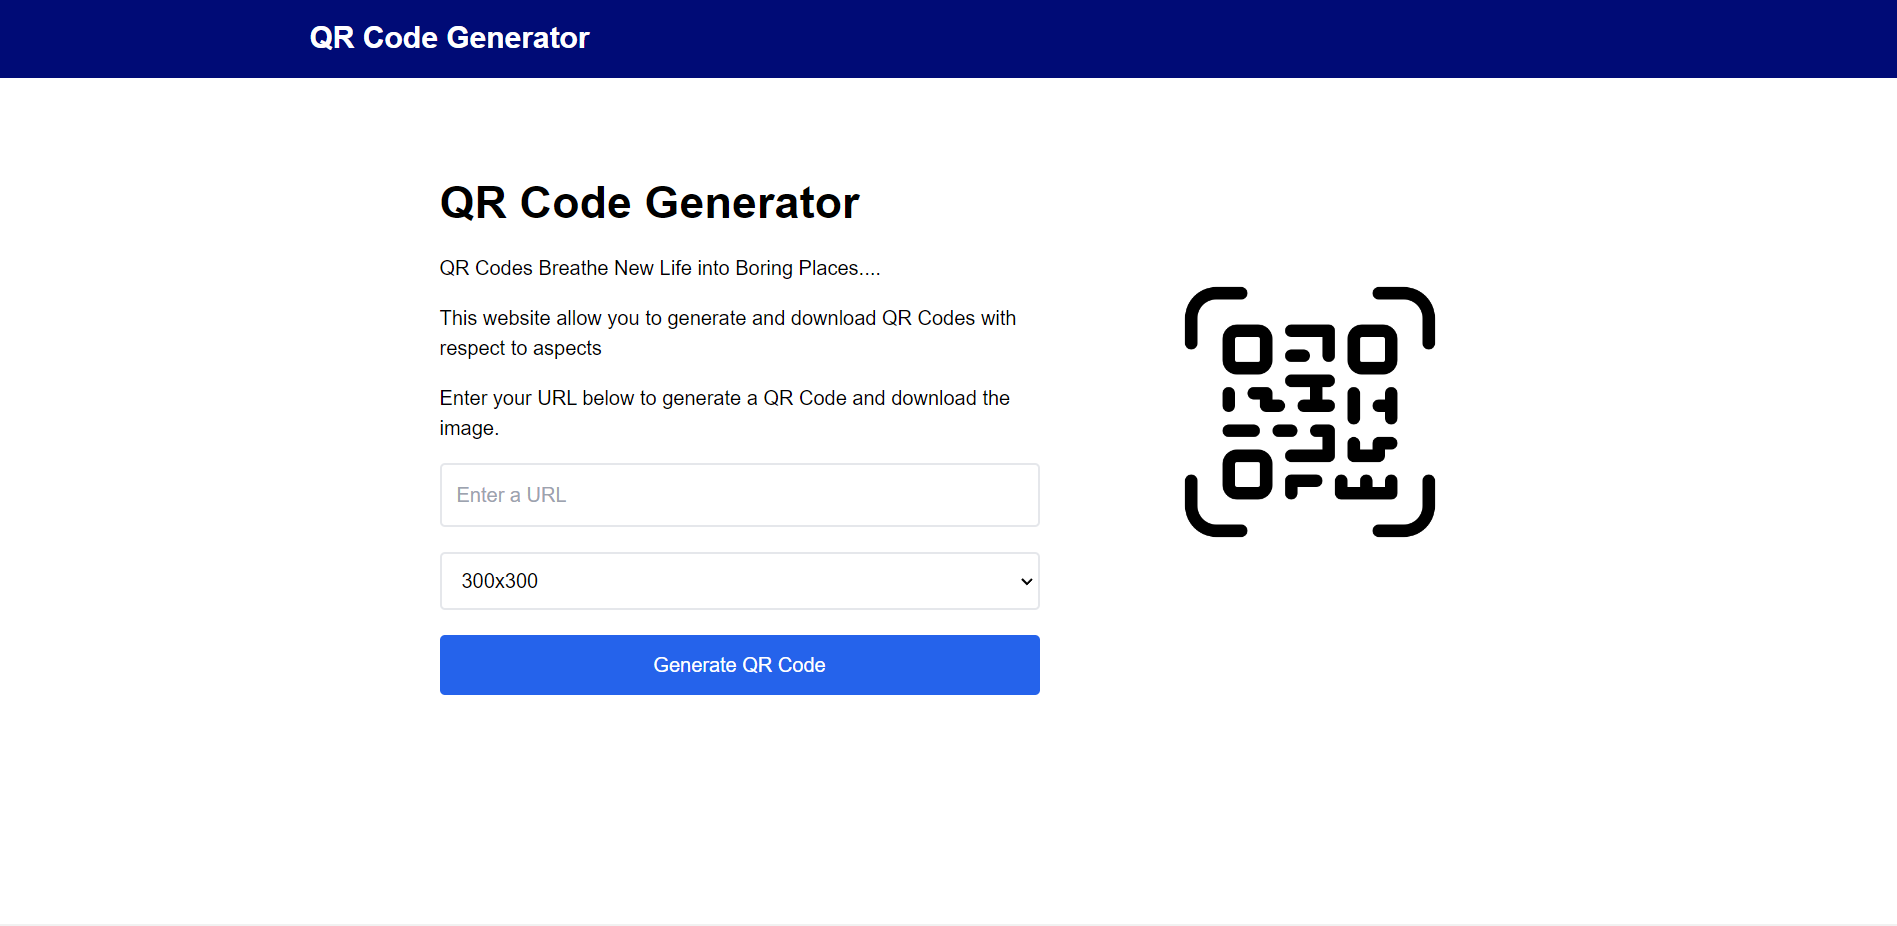 QR Code Generator
QR Code Generator
QR Codes Breathe New Life into Boring Places....
This website allow you to generate and download QR Codes with
respect to aspects
Enter your URL below to generate a QR Code and download the
image.
Enter a URL
300x300
Generate QR Code